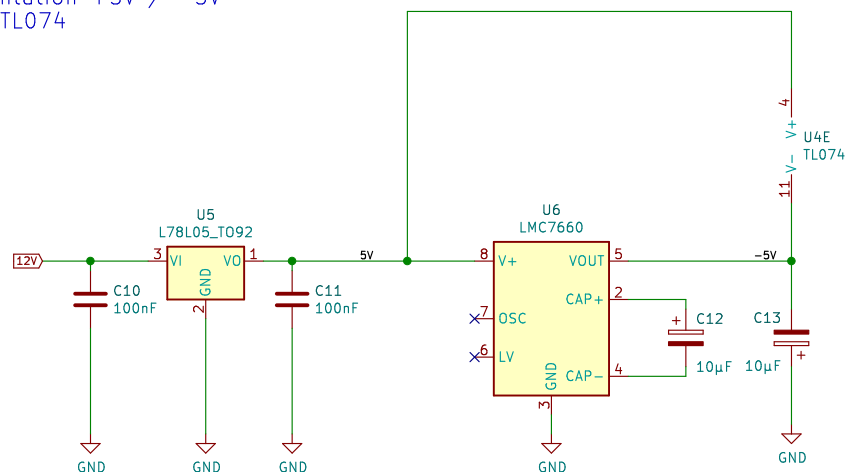 TL074
4
V+
U4E
TL074
V-
11
U5
L78L05_TO92
U6
LMC7660
12V
3
VI
VO
1
GND
2
5V
8
V+
VOUT
5
-5V
C10
100nF
C11
100nF
CAP+
2
7
OSC
+
C12
10µF
C13
10µF
+
6
LV
GND
CAP-
4
3
GND
GND
GND
GND
GND